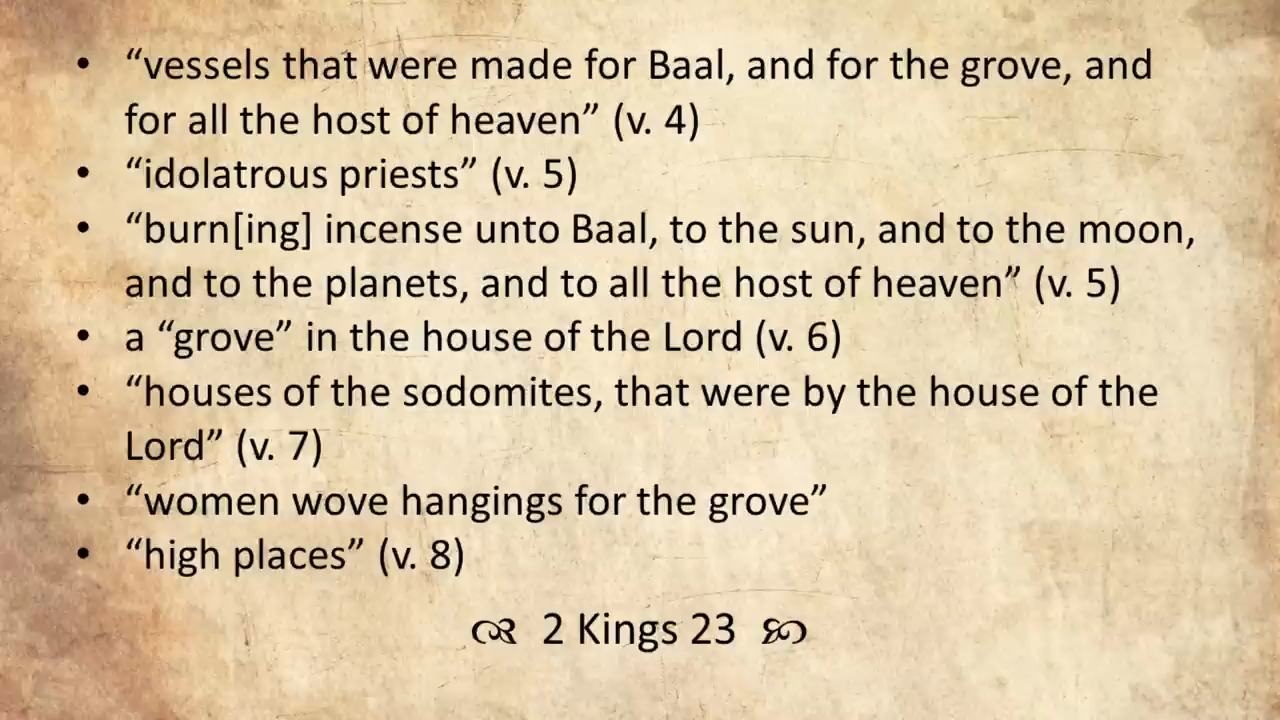 • “vessels that were made for Baal, and for the grove, and
for all the host of heaven” (v. 4)
• “idolatrous priests” (v. 5)
• “burn[ing] incense unto Baal, to the sun, and to the moon,
and to the planets, and to all the host of heaven” (v. 5)
• a “grove” in the house of the Lord (v. 6)
• “houses of the sodomites, that were by the house of the
Lord” (v. 7)
• “women wove hangings for the grove”
• “high places” (v. 8)
2 Kings 23